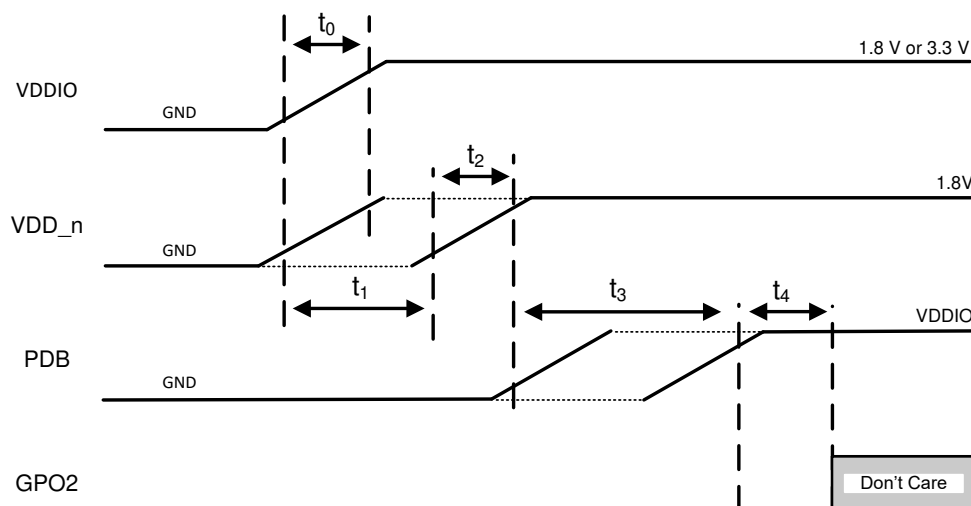 t0
1.8 V or 3.3 V
VDDIO
GND
t2
1.8V
VDD_n
GND
t1
t3
t4
VDDIO
PDB
GND
GPO2
Don't Care